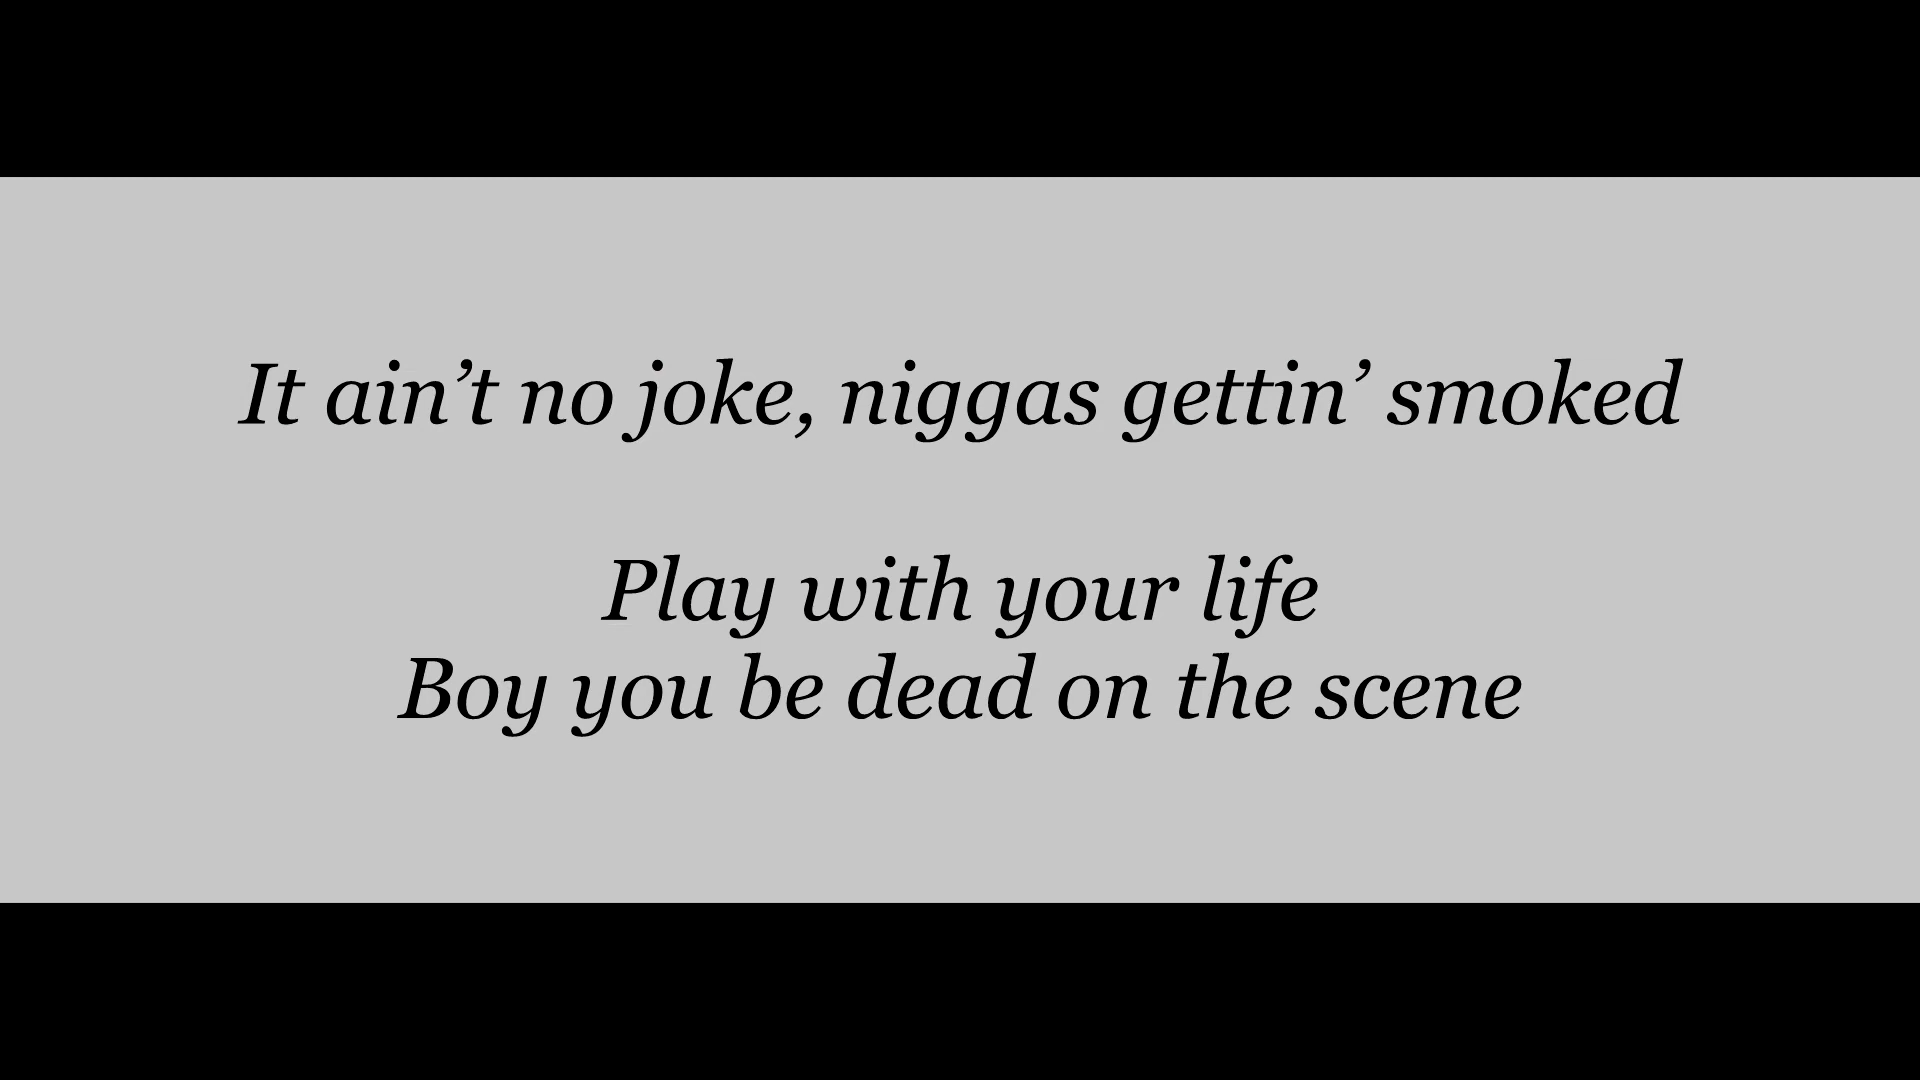 It ain’t no joke, niggas gettin’ smoked
Play with your life
Boy you be dead on the scene